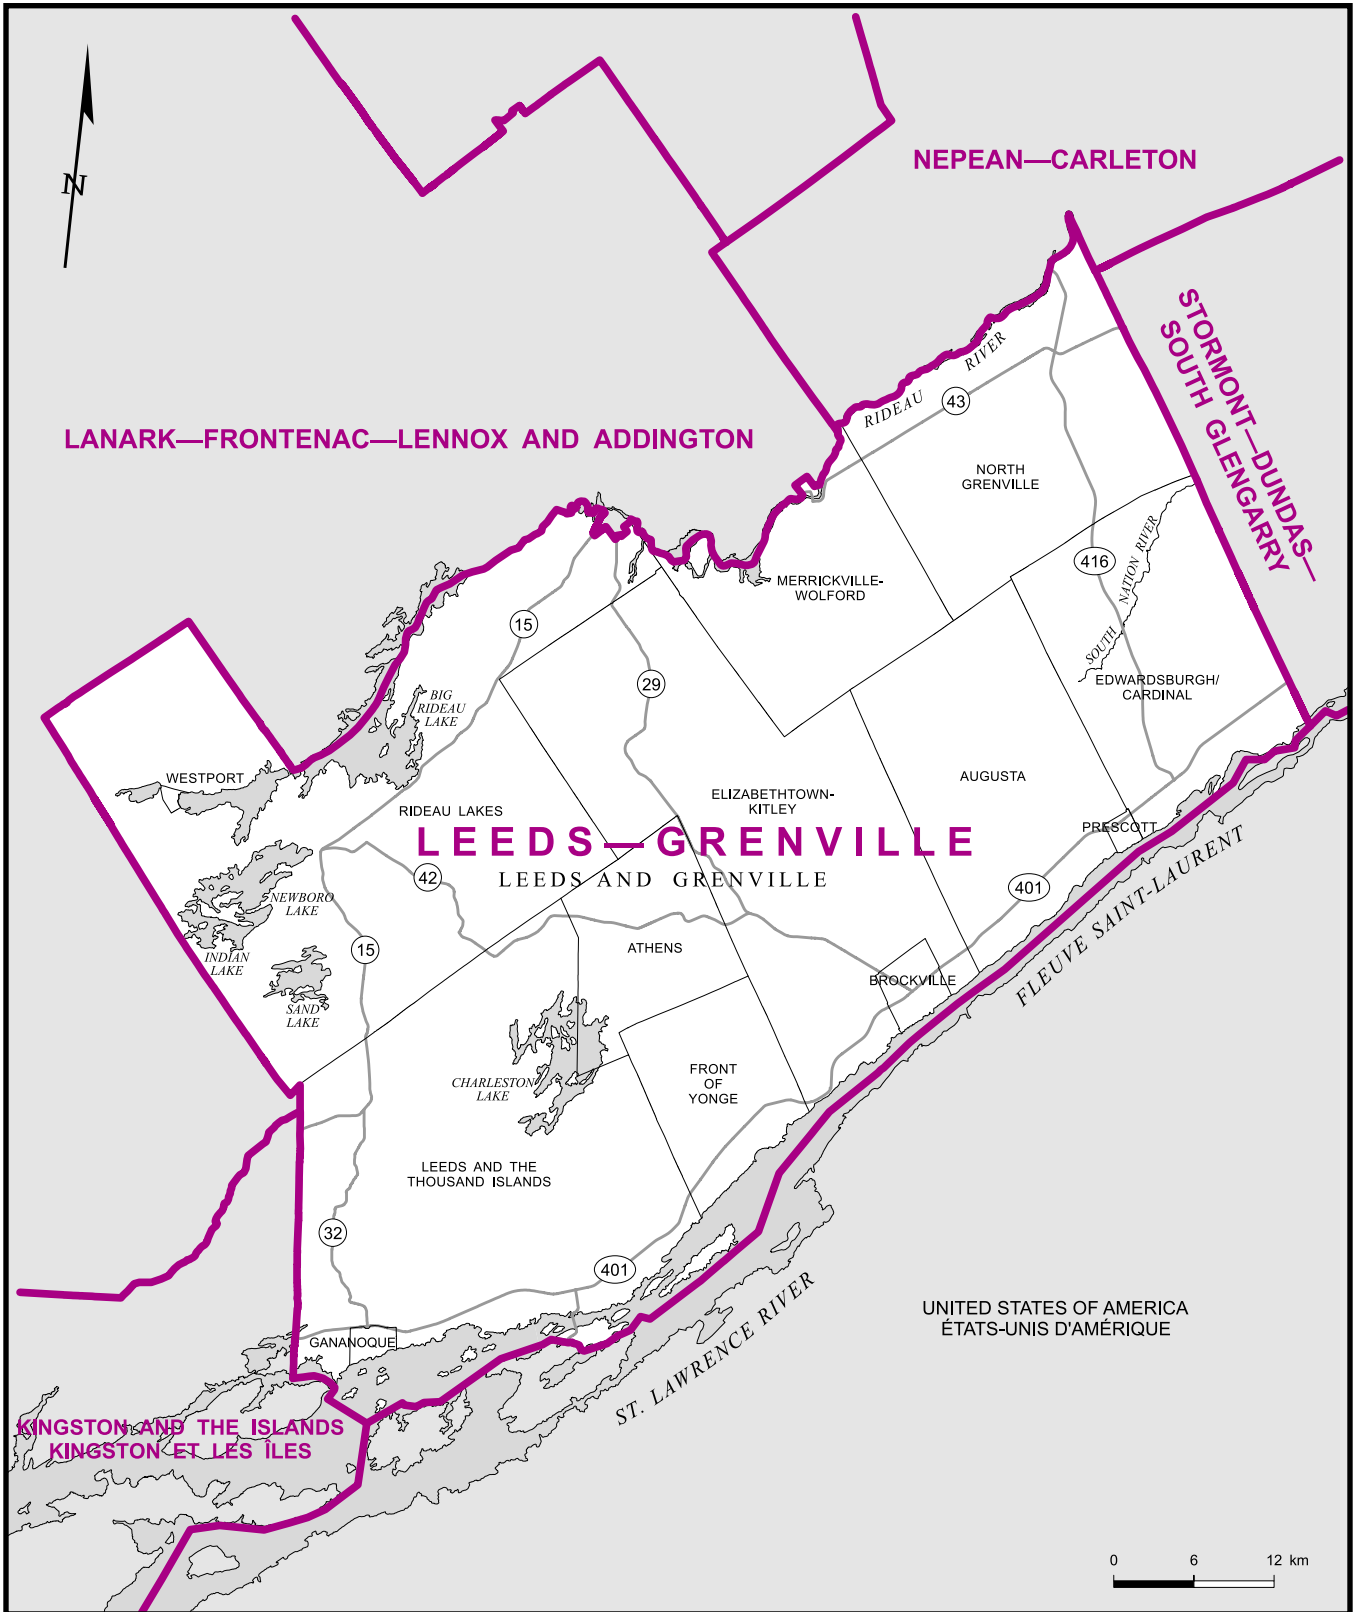 N
NEPEAN—CARLETON
STORMONT—DUNDAS—
SOUTH GLENGARRY
LANARK—FRONTENAC—LENNOX AND ADDINGTON
RIDEAU RIVER
43
NORTH
GRENVILLE
416
SOUTH NATION RIVER
MERRICKVILLE-
WOLFORD
15
29
EDWARDSBURGH/
CARDINAL
BIG
RIDEAU
LAKE
WESTPORT
AUGUSTA
RIDEAU LAKES
ELIZABETHTOWN-
KITLEY
PRESCOTT
LEEDS—GRENVILLE
LEEDS AND GRENVILLE
42
401
NEWBORO
LAKE
INDIAN
LAKE
15
ATHENS
BROCKVILLE
FLEUVE SAINT-LAURENT
SAND
LAKE
CHARLESTON
LAKE
FRONT
OF
YONGE
LEEDS AND THE
THOUSAND ISLANDS
32
401
UNITED STATES OF AMERICA
ÉTATS-UNIS D'AMÉRIQUE
GANANOQUE
ST. LAWRENCE RIVER
KINGSTON AND THE ISLANDS
KINGSTON ET LES ÎLES
0 6 12 km